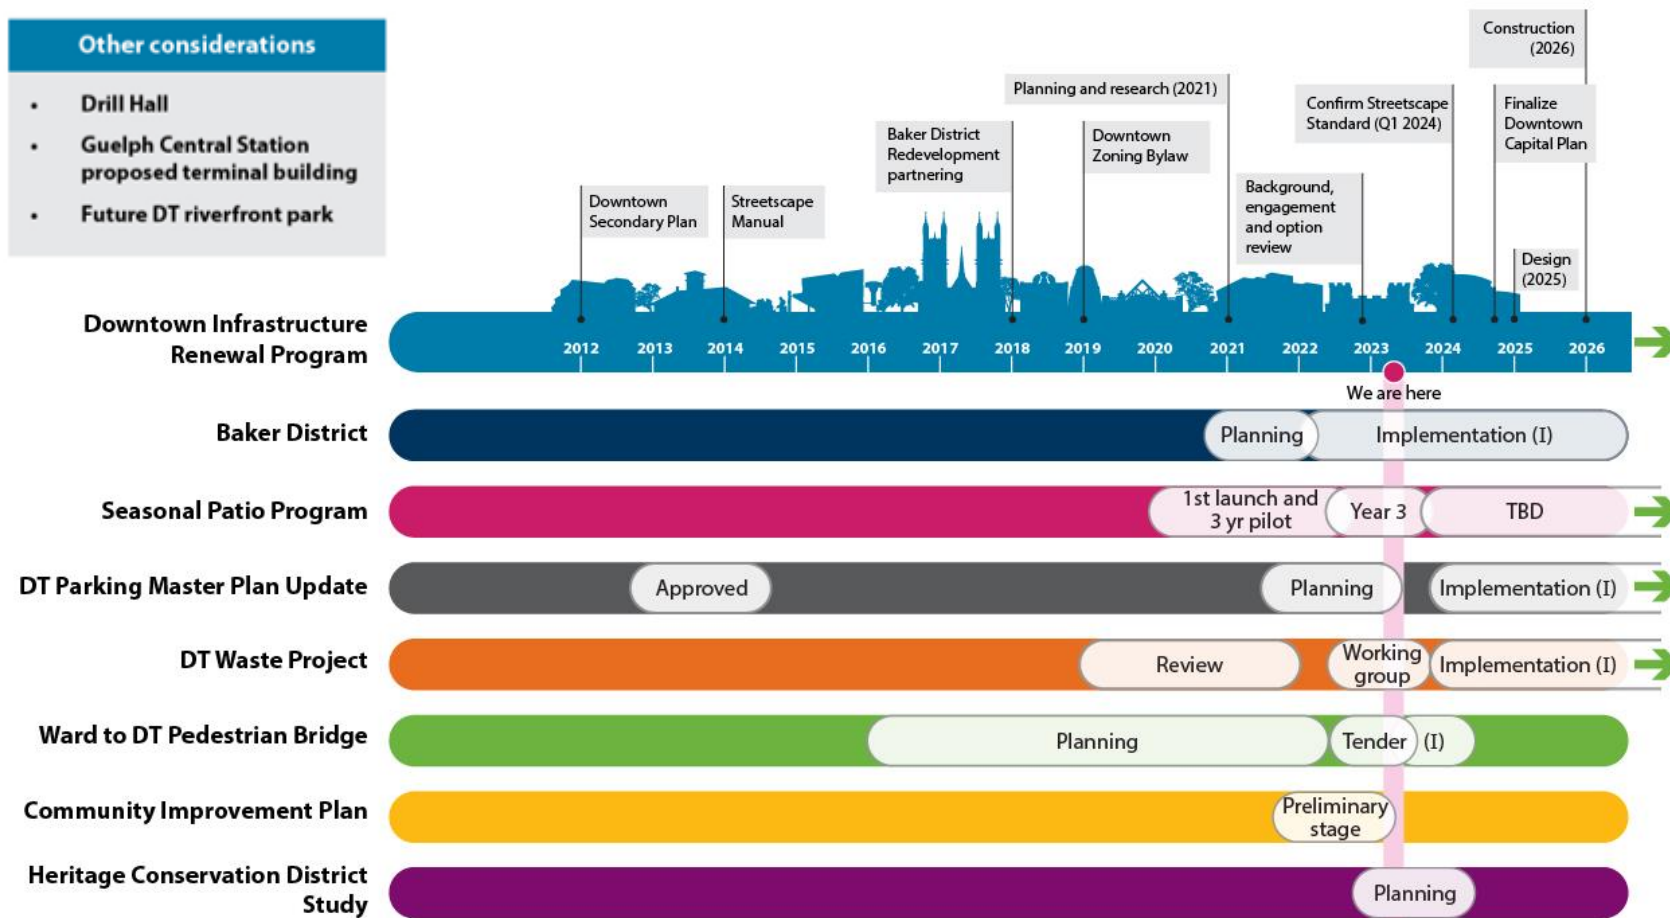 Other considerations
• Drill Hall
• Guelph Central Station
proposed terminal building
• Future DT riverfront park
Downtown
Secondary Plan
Streetscape
Manual
Baker District
Redevelopment
partnering
Planning and research (2021)
Downtown
Zoning Bylaw
Background,
engagement
and option
review
Confirm Streetscape
Standard (Q1 2024)
Construction
(2026)
Finalize
Downtown
Capital Plan
Design
(2025)
Downtown Infrastructure
Renewal Program
2012 2013 2014 2015 2016 2017 2018 2019 2020 2021 2022 2023 2024 2025 2026
We are here
Baker District
Planning
Implementation (I)
Seasonal Patio Program
1st launch and
3 yr pilot
Year 3
TBD
DT Parking Master Plan Update
Approved
Planning
Implementation (I)
DT Waste Project
Review
Working
group
Implementation (I)
Ward to DT Pedestrian Bridge
Planning
Tender
(I)
Community Improvement Plan
Preliminary
stage
Heritage Conservation District
Study
Planning